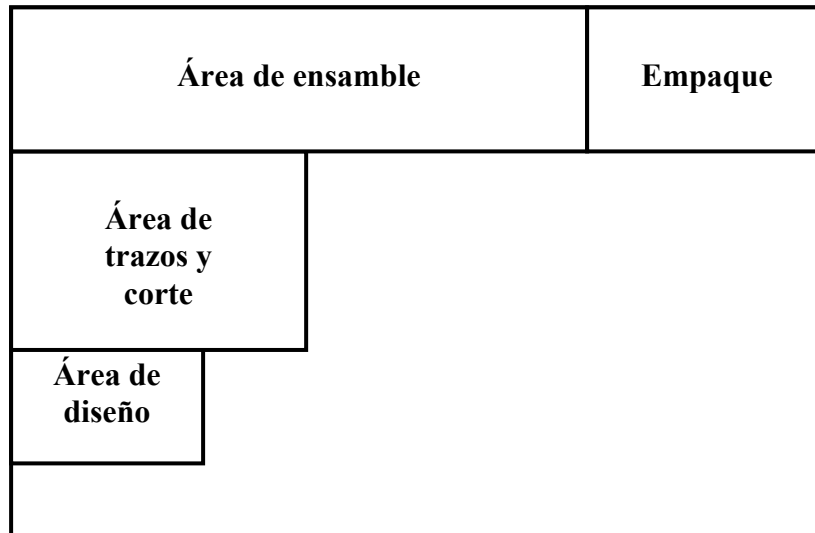 Área de ensamble
Empaque
Área de
trazos y
corte
Área de
diseño